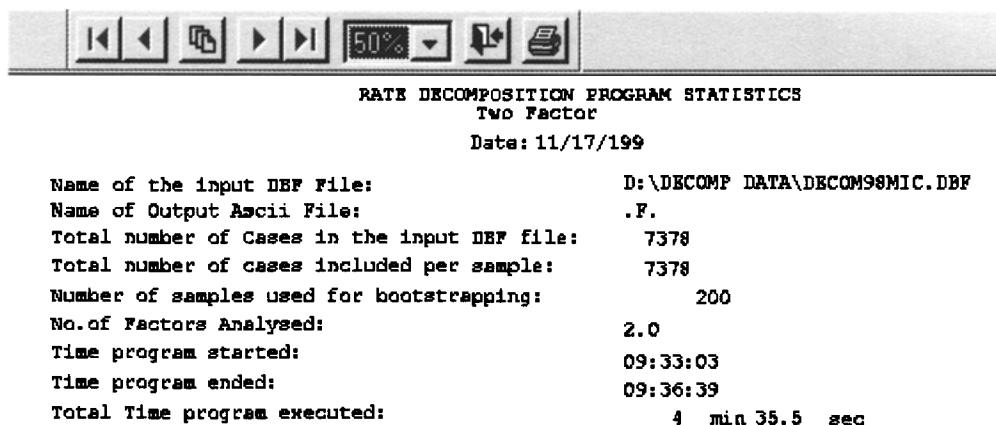 50%
RATE DECOMPOSITION PROGRAM STATISTICS
Two Factor
Date: 11/17/199
Name of the input DBF File: D:\DECOMP DATA\DECOM98MIC.DBF
Name of Output Ascii File: .F.
Total number of Cases in the input DBF file: 7378
Total number of cases included per sample: 7378
Number of samples used for bootstrapping: 200
No.of Factors Analysed: 2.0
Time program started: 09:33:03
Time program ended: 09:36:39
Total Time program executed: 4 min 35.5 sec